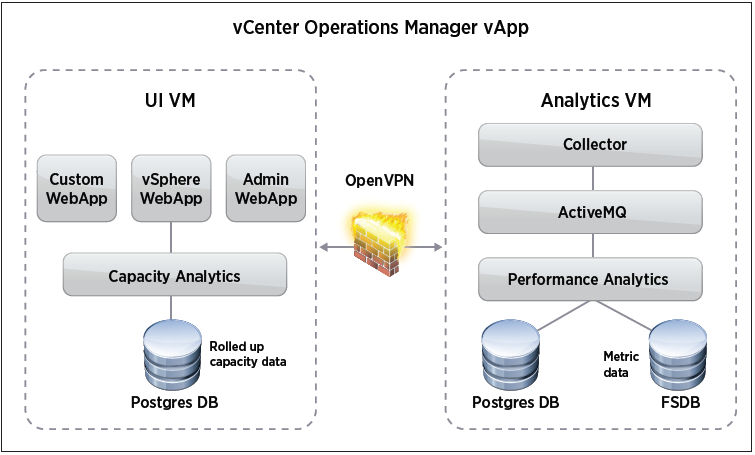 vCenter Operations Manager vApp
UI VM
Custom
WebApp
vSphere
WebApp
Admin
WebApp
Capacity Analytics
Rolled up
capacity data
Postgres DB
OpenVPN
Analytics VM
Collector
ActiveMQ
Performance Analytics
Metric
data
Postgres DB
FSDB